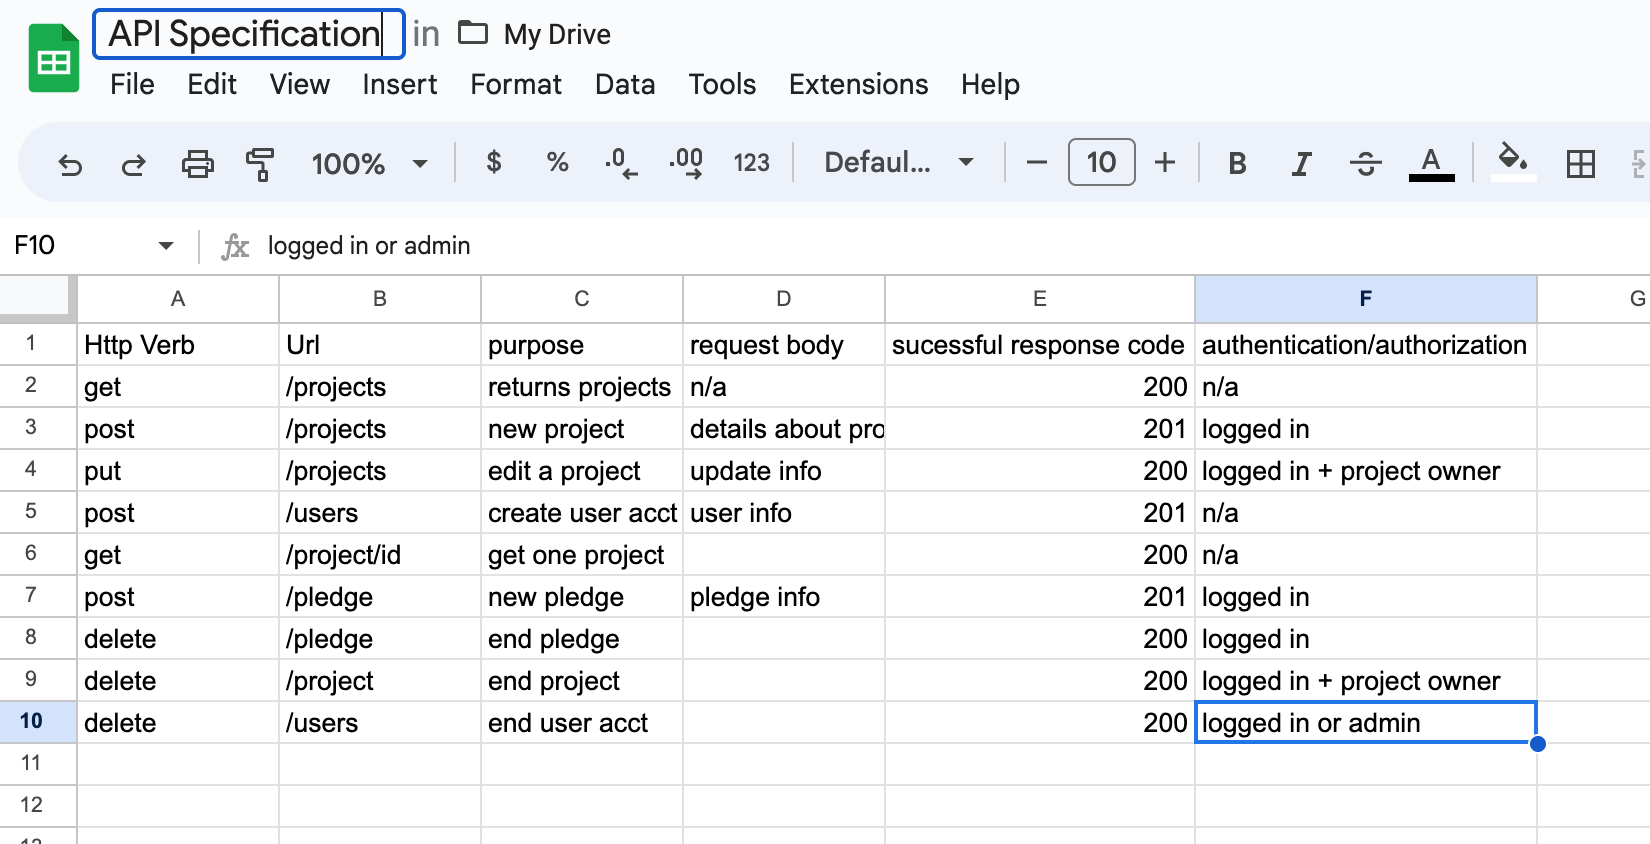 API Specification in My Drive
File Edit View Insert Format Data Tools Extensions Help
100% $ % .0 .00 123 Defaul... 10 B I S A
F10 fx logged in or admin
A B C D E F G
1 Http Verb Url purpose request body sucessful response code authentication/authorization
2 get /projects returns projects n/a 200 n/a
3 post /projects new project details about pro 201 logged in
4 put /projects edit a project update info 200 logged in + project owner
5 post /users create user acct user info 201 n/a
6 get /project/id get one project 200 n/a
7 post /pledge new pledge pledge info 201 logged in
8 delete /pledge end pledge 200 logged in
9 delete /project end project 200 logged in + project owner
10 delete /users end user acct 200 logged in or admin
11
12